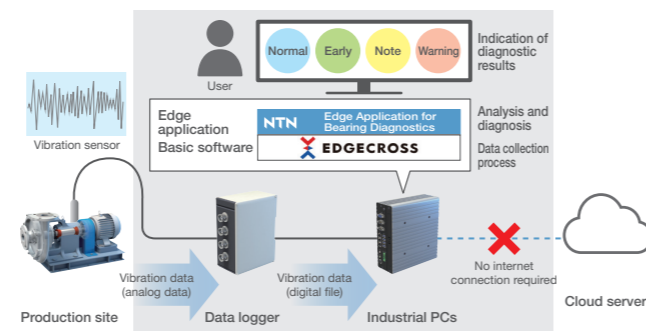 Normal
Early
Note
Warning
Indication of
diagnostic
results
User
Vibration sensor
Edge
application
Basic software
NTN
Edge Application for
Bearing Diagnostics
EDGECROSS
Analysis and
diagnosis
Data collection
process
Vibration data
(analog data)
Vibration data
(digital file)
No internet
connection required
Production site
Data logger
Industrial PCs
Cloud server